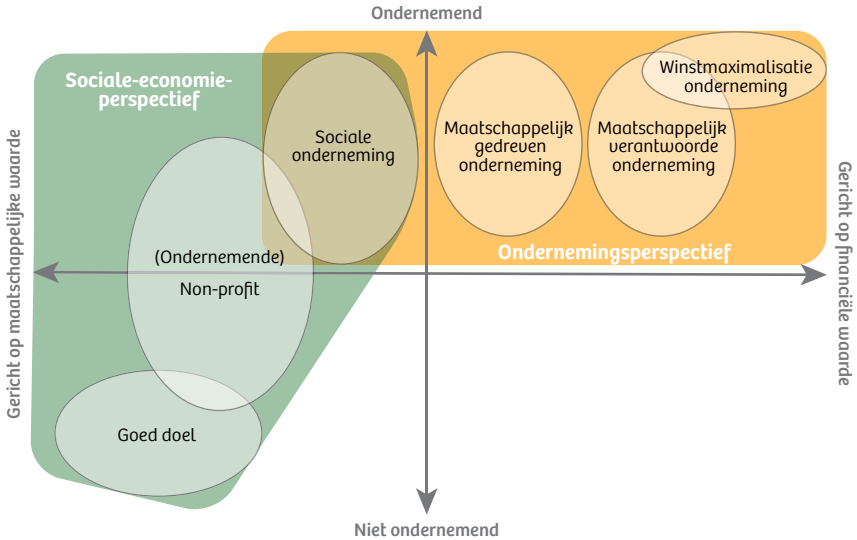 Ondernemend
Sociale-economie-
perspectief
Winstmaximalisatie
onderneming
Sociale
onderneming
Maatschappelijk
gedreven
onderneming
Maatschappelijk
verantwoorde
onderneming
Ondernemingsperspectief
(Ondernemende)
Non-profit
Goed doel
Gericht op maatschappelijke waarde
Gericht op financiële waarde
Niet ondernemend